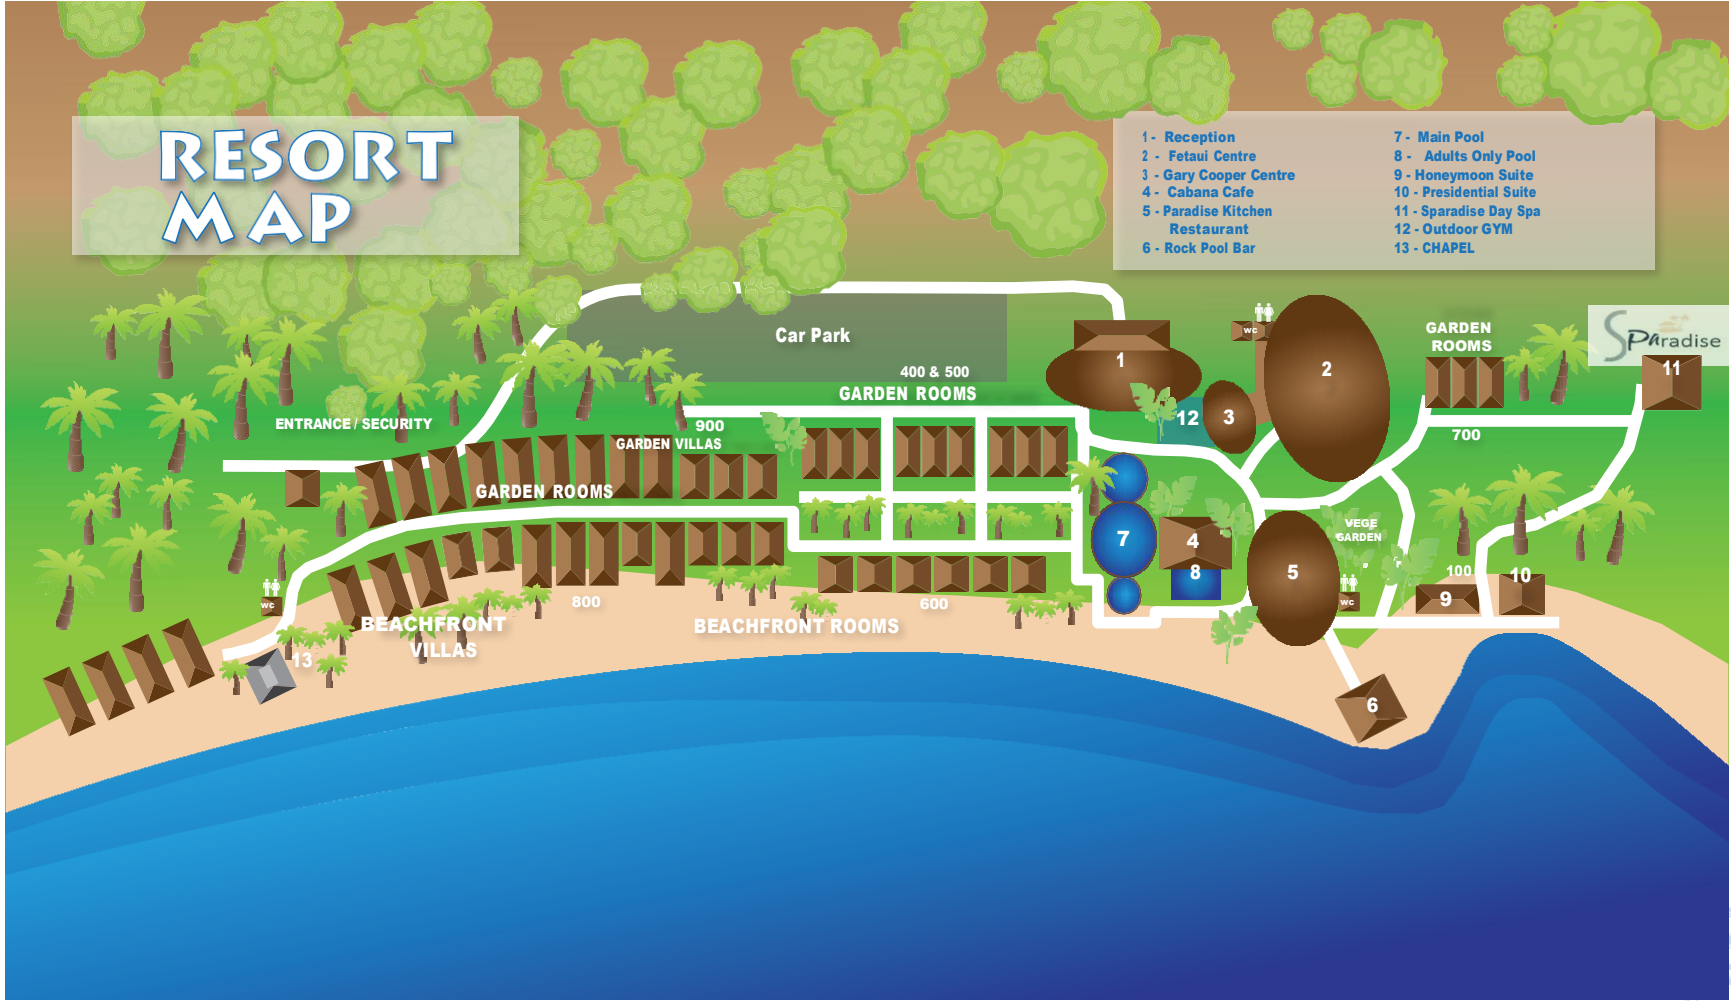 RESORT
MAP
1 - Reception
2 - Fetaui Centre
3 - Gary Cooper Centre
4 - Cabana Cafe
5 - Paradise Kitchen
Restaurant
6 - Rock Pool Bar
7 - Main Pool
8 - Adults Only Pool
9 - Honeymoon Suite
10 - Presidential Suite
11 - Sparadise Day Spa
12 - Outdoor GYM
13 - CHAPEL
Car Park
400 & 500
GARDEN ROOMS
ENTRANCE / SECURITY
900
GARDEN VILLAS
GARDEN ROOMS
1
wc
2
3
12
GARDEN
ROOMS
SParadise
11
700
7
4
8
5
VEGE
GARDEN
wc
100
9
10
6
wc
13
800
BEACHFRONT
VILLAS
600
BEACHFRONT ROOMS